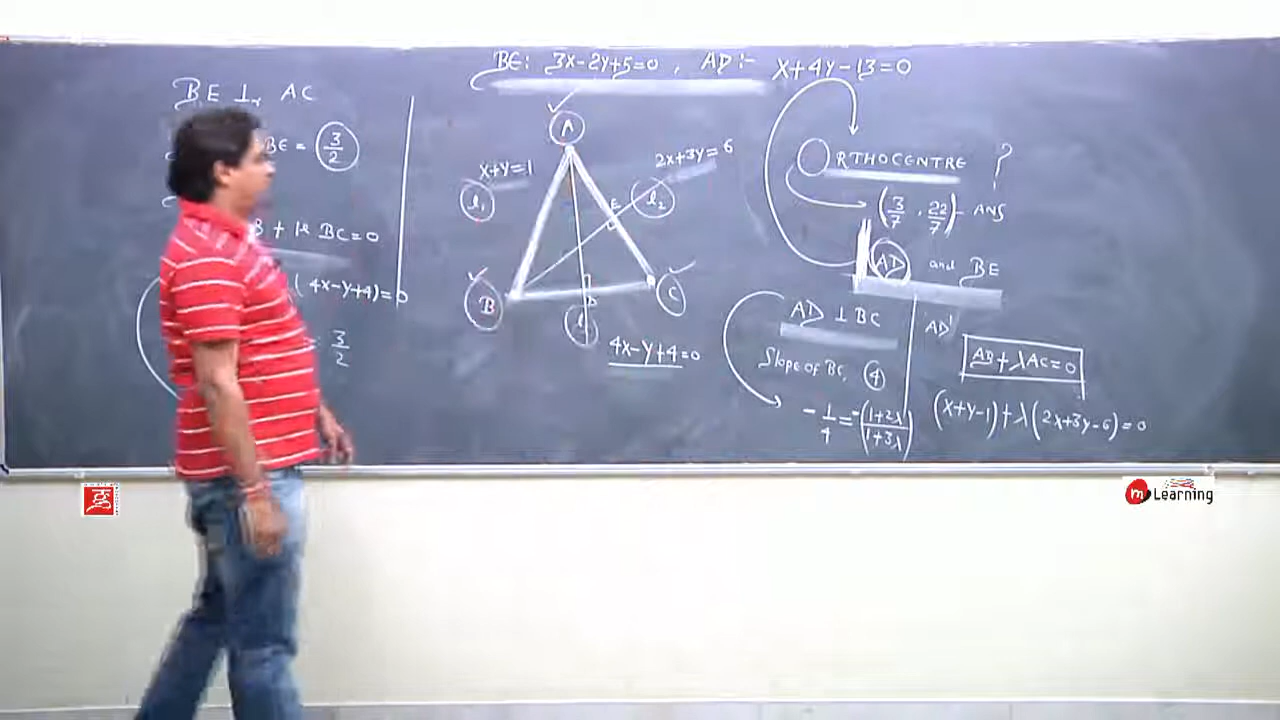 BE: 3x-2y+5=0 , AD:- x+4y-13=0
BE ⊥r AC
BE = 3/2
B + μ BC=0
( 4x-y+4)=0
3/2
A
x+y=1
2x+3y=6
l₁
l₂
E
B
C
D
4x-y+4=0
ORTHOCENTRE ?
(3/7 , 22/7) - ANS
AD and BE
AD ⊥ BC
Slope of BC, 4
-1/4 = -(1+2λ/1+3λ)
'AD'
AB+λAC=0
(x+y-1)+λ(2x+3y-6)=0
m Learning